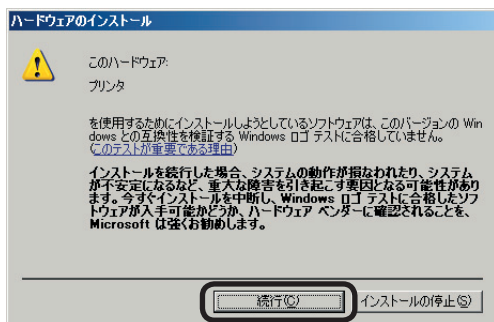 ハードウェアのインストール
このハードウェア:
プリンタ
を使用するためにインストールしようとしているソフトウェアは、このバージョンの Win
dows との互換性を検証する Windows ロゴ テストに合格していません。
(このテストが重要である理由)
インストールを続行した場合、システムの動作が損なわれたり、システム
が不安定になるなど、重大な障害を引き起こす要因となる可能性があり
ます。今すぐインストールを中断し、Windows ロゴ テストに合格したソフ
トウェアが入手可能かどうか、ハードウェア ベンダーに確認されることを、
Microsoft は強くお勧めします。
続行(C) インストールの停止(S)